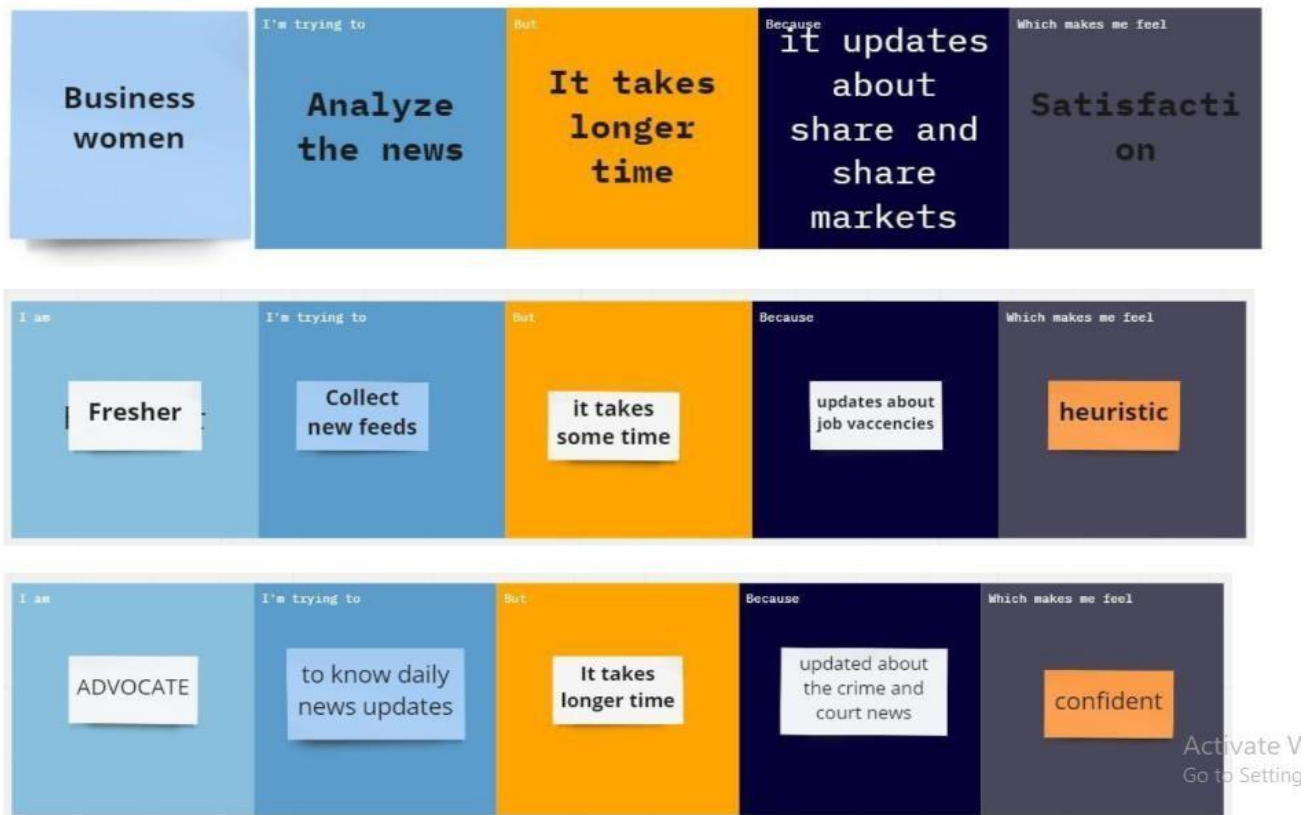 Business
women
I'm trying to
Analyze
the news
But
It takes
longer
time
Because
it updates
about
share and
share
markets
Which makes me feel
Satisfacti
on
I am
Fresher
I'm trying to
Collect
new feeds
But
it takes
some time
Because
updates about
job vaccencies
Which makes me feel
heuristic
I am
ADVOCATE
I'm trying to
to know daily
news updates
But
It takes
longer time
Because
updated about
the crime and
court news
Which makes me feel
confident
Activate
Go to Setting